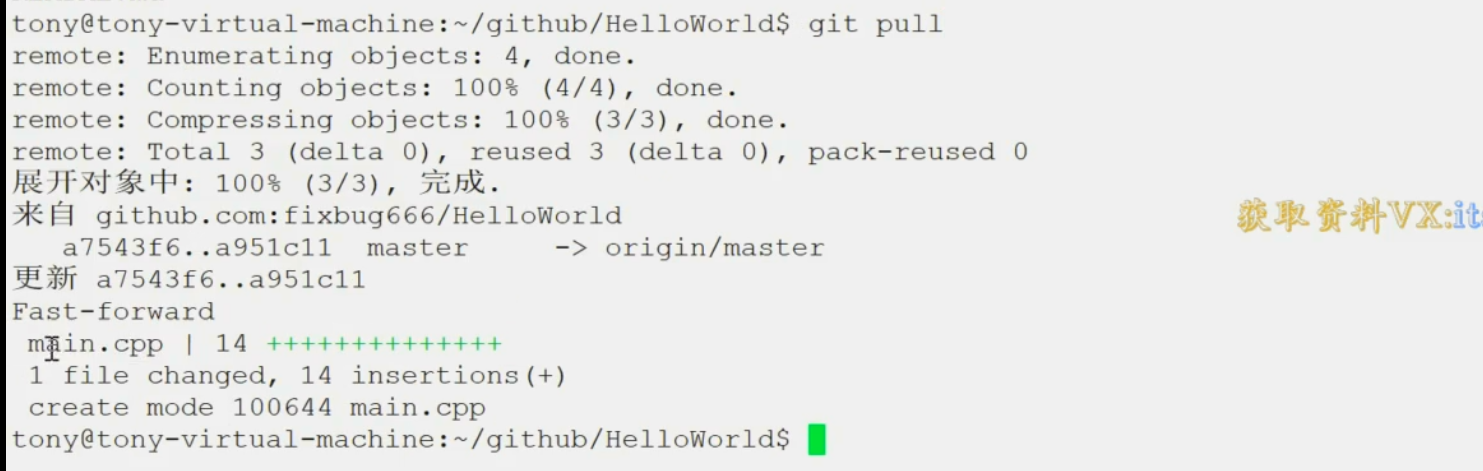 tony@tony-virtual-machine:~/github/HelloWorld$ git pull
remote: Enumerating objects: 4, done.
remote: Counting objects: 100% (4/4), done.
remote: Compressing objects: 100% (3/3), done.
remote: Total 3 (delta 0), reused 3 (delta 0), pack-reused 0
展开对象中: 100% (3/3), 完成.
来自 github.com:fixbug666/HelloWorld
获取资料VX:its
a7543f6..a951c11 master -> origin/master
更新 a7543f6..a951c11
Fast-forward
main.cpp | 14 ++++++++++++++
1 file changed, 14 insertions(+)
create mode 100644 main.cpp
tony@tony-virtual-machine:~/github/HelloWorld$